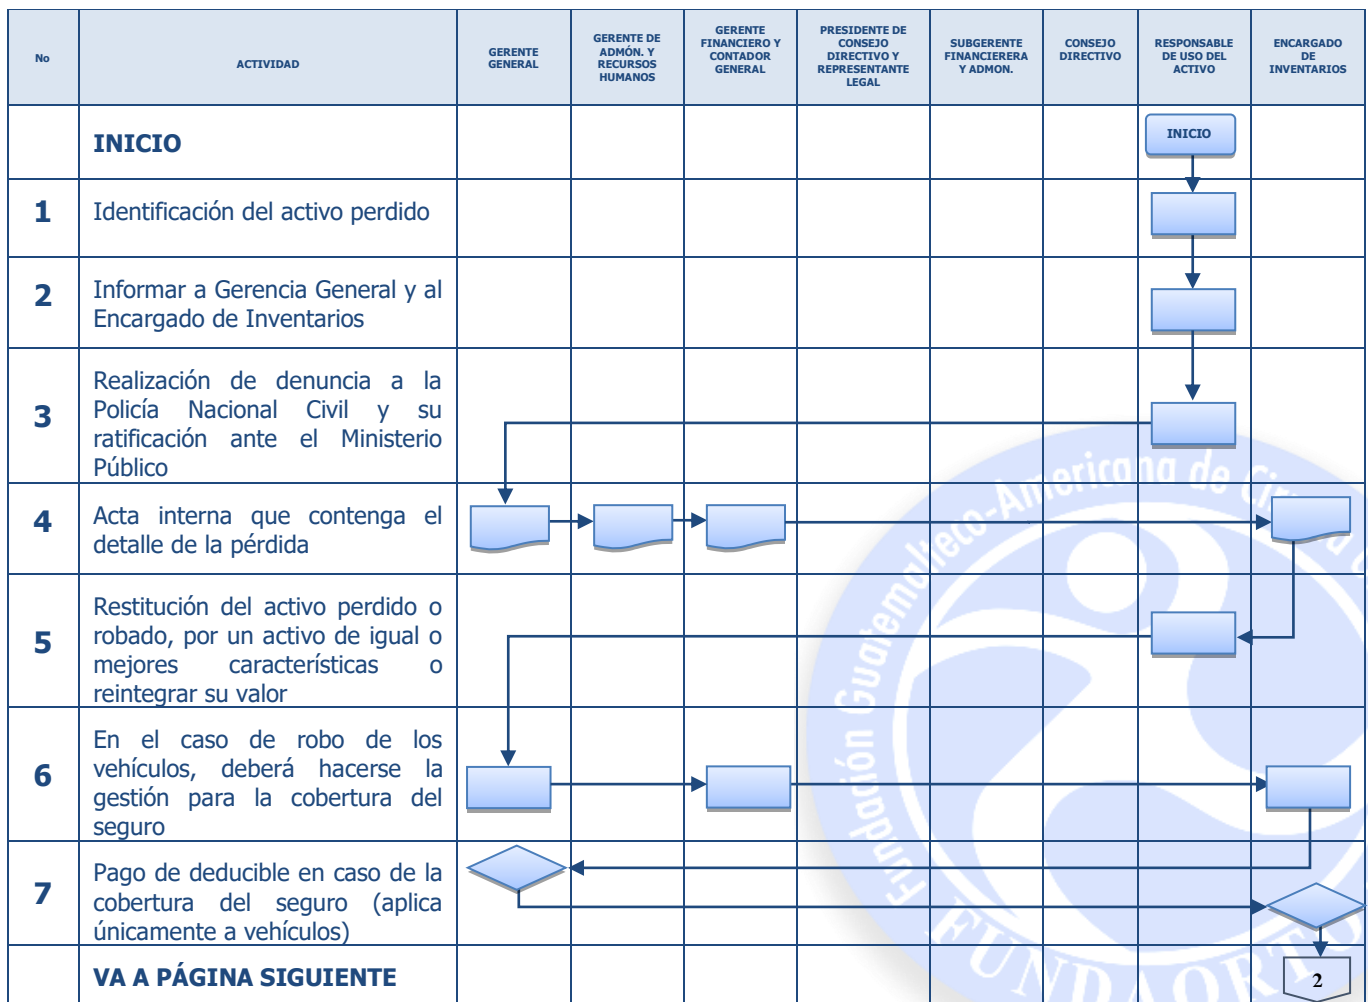 No
ACTIVIDAD
GERENTE
GENERAL
GERENTE DE
ADMÓN. Y
RECURSOS
HUMANOS
GERENTE
FINANCIERO Y
CONTADOR
GENERAL
PRESIDENTE DE
CONSEJO
DIRECTIVO Y
REPRESENTANTE
LEGAL
SUBGERENTE
FINANCIERERA
Y ADMON.
CONSEJO
DIRECTIVO
RESPONSABLE
DE USO DEL
ACTIVO
ENCARGADO
DE
INVENTARIOS
INICIO
INICIO
1
Identificación del activo perdido
2
Informar a Gerencia General y al
Encargado de Inventarios
3
Realización de denuncia a la
Policía Nacional Civil y su
ratificación ante el Ministerio
Público
4
Acta interna que contenga el
detalle de la pérdida
5
Restitución del activo perdido o
robado, por un activo de igual o
mejores características o
reintegrar su valor
6
En el caso de robo de los
vehículos, deberá hacerse la
gestión para la cobertura del
seguro
7
Pago de deducible en caso de la
cobertura del seguro (aplica
únicamente a vehículos)
VA A PÁGINA SIGUIENTE
2
Fundación Guatemalteco-Americana de
FUNDAORTO